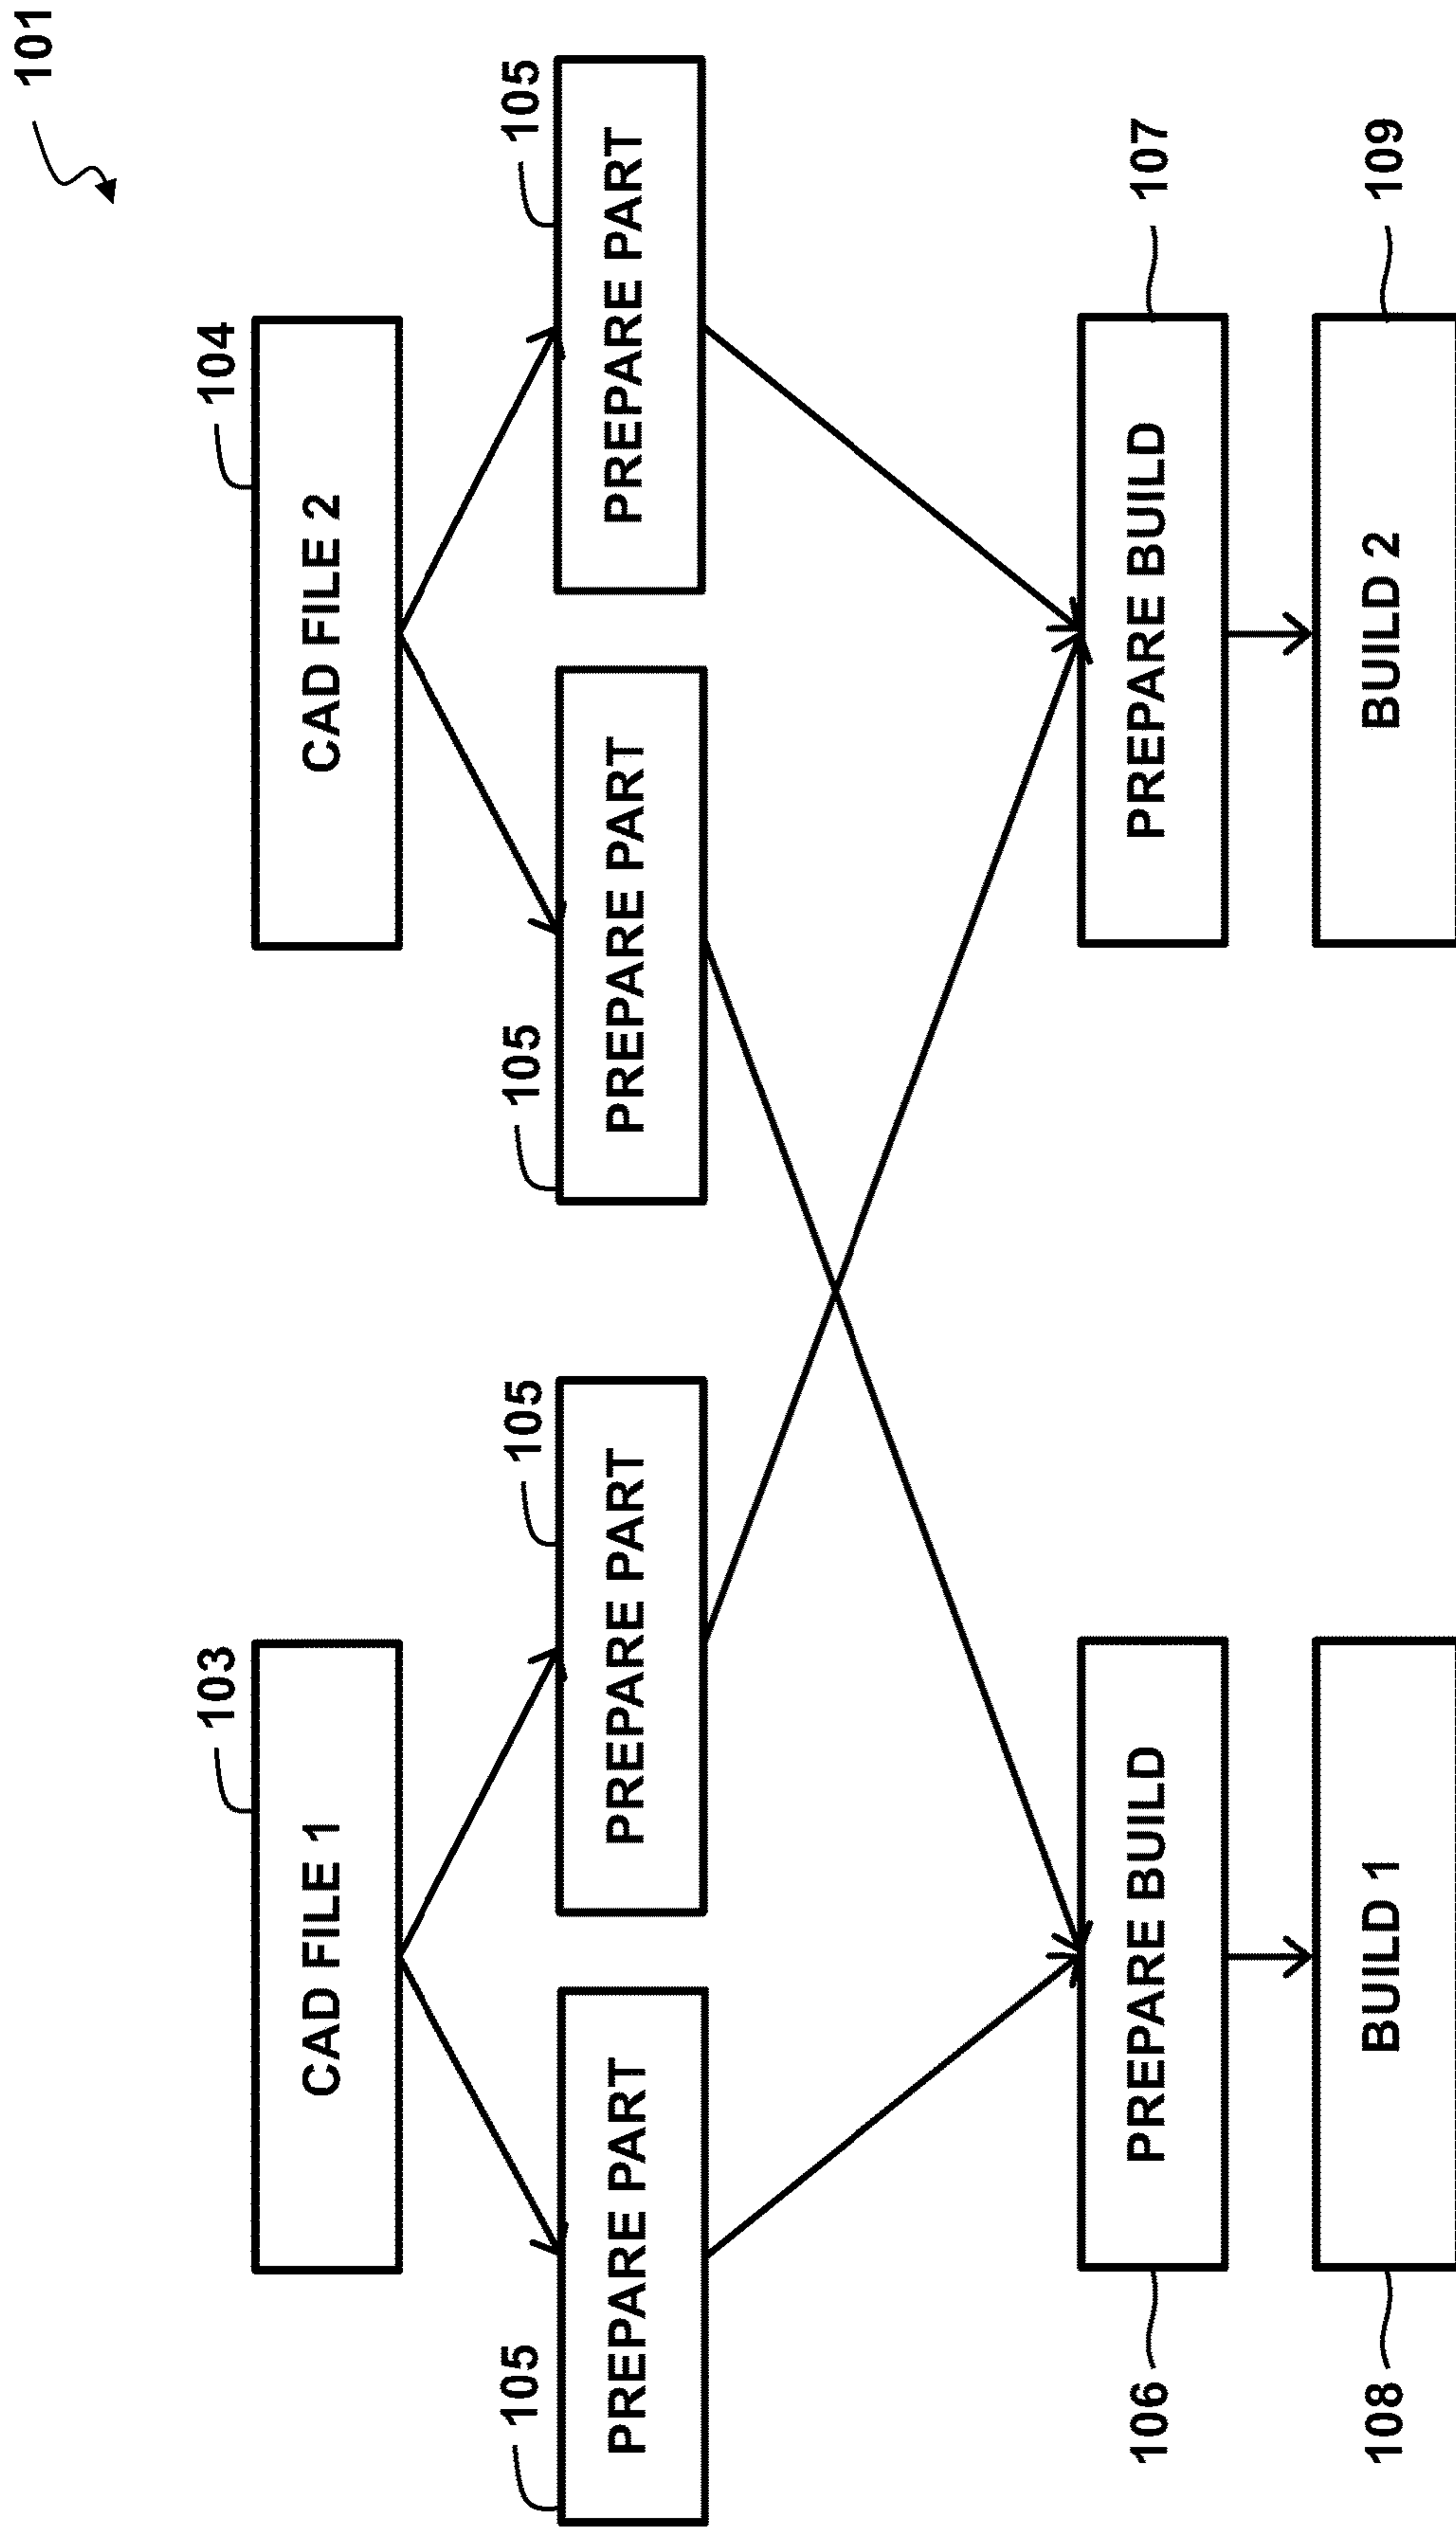 101
103
104
CAD FILE 1
CAD FILE 2
105
105
105
105
PREPARE PART
PREPARE PART
PREPARE PART
PREPARE PART
106
PREPARE BUILD
PREPARE BUILD
107
108
BUILD 1
BUILD 2
109